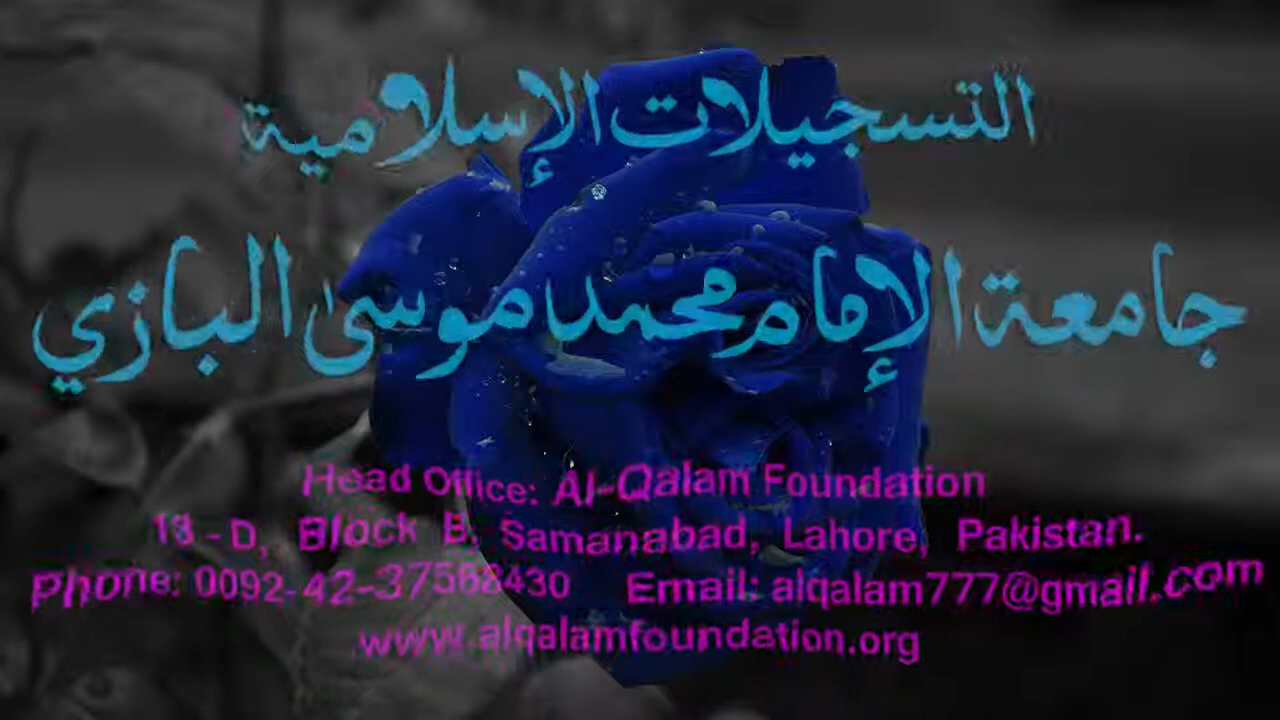 التسجيلات الإسلامية
جامعة الإمام محمد موسى البازي
Head Office: Al-Qalam Foundation
13 - D, Block B, Samanabad, Lahore, Pakistan.
Phone: 0092-42-37568430 Email: alqalam777@gmail.com
www.alqalamfoundation.org